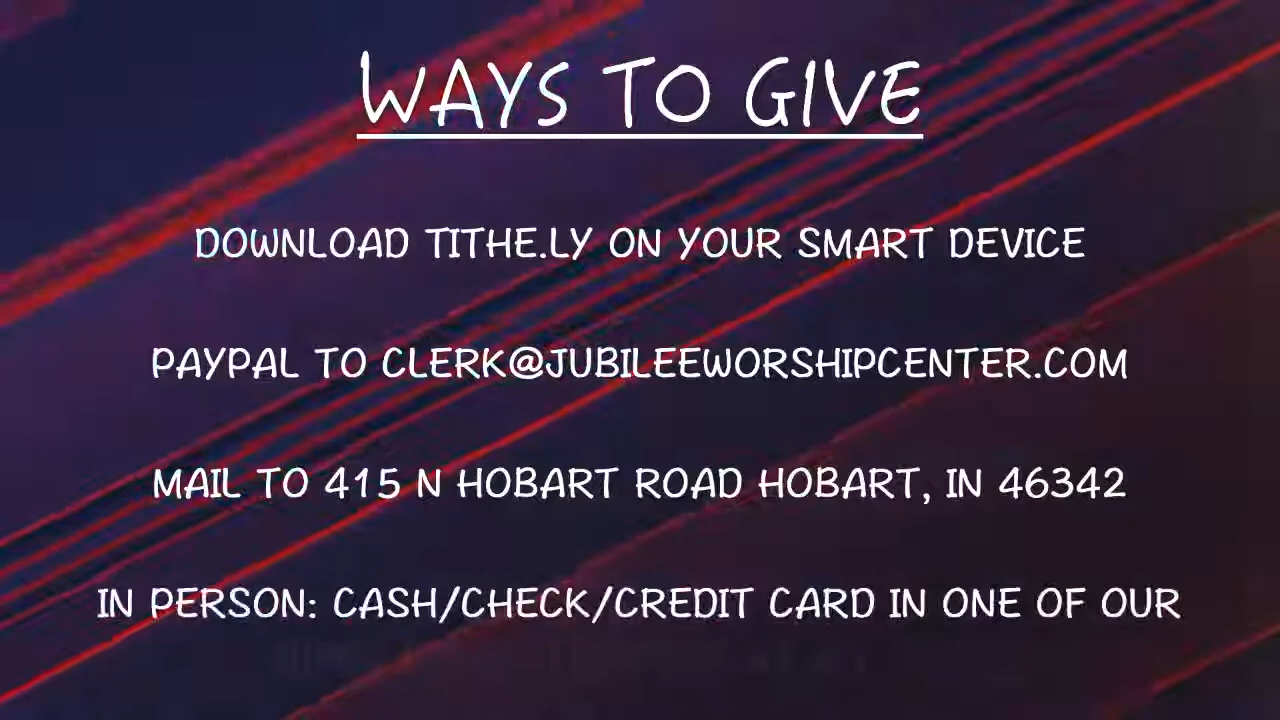 WAYS TO GIVE
DOWNLOAD TITHE.LY ON YOUR SMART DEVICE
PAYPAL TO CLERK@JUBILEEWORSHIPCENTER.COM
MAIL TO 415 N HOBART ROAD HOBART, IN 46342
IN PERSON: CASH/CHECK/CREDIT CARD IN ONE OF OUR